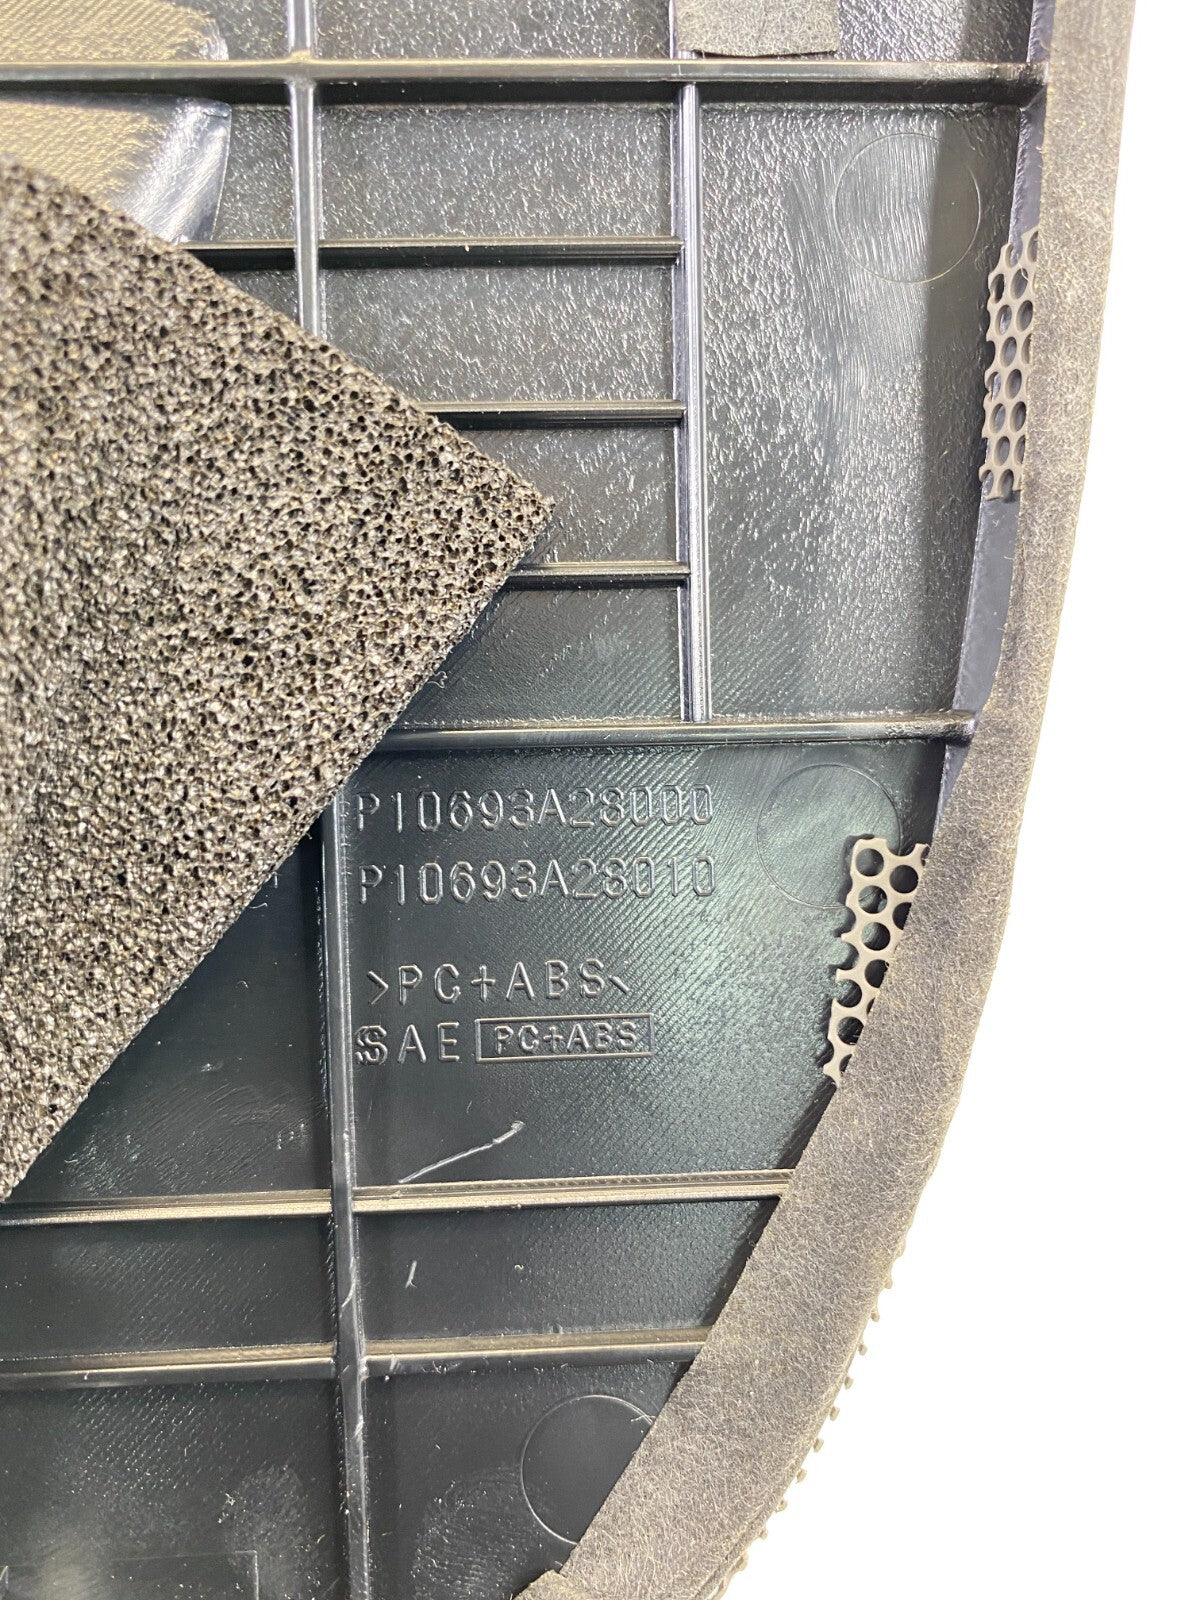 P10693A28000
P10693A28010
>PC+ABS<
SAE PC+ABS